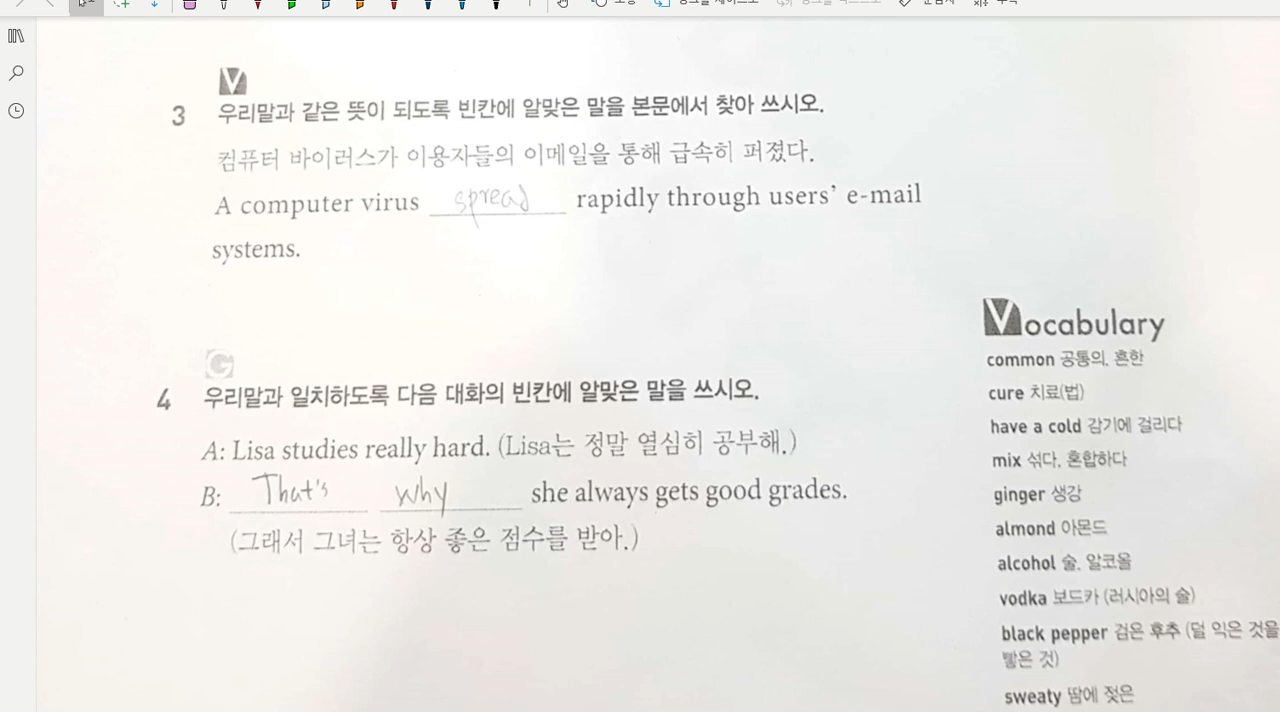 V
3 우리말과 같은 뜻이 되도록 빈칸에 알맞은 말을 본문에서 찾아 쓰시오.
컴퓨터 바이러스가 이용자들의 이메일을 통해 급속히 퍼졌다.
A computer virus spread rapidly through users' e-mail
systems.
G
4 우리말과 일치하도록 다음 대화의 빈칸에 알맞은 말을 쓰시오.
A: Lisa studies really hard. (Lisa는 정말 열심히 공부해.)
B: That's why she always gets good grades.
(그래서 그녀는 항상 좋은 점수를 받아.)
Vocabulary
common 공통의, 흔한
cure 치료(법)
have a cold 감기에 걸리다
mix 섞다, 혼합하다
ginger 생강
almond 아몬드
alcohol 술, 알코올
vodka 보드카 (러시아의 술)
black pepper 검은 후추 (덜 익은 것을
빻은 것)
sweaty 땀에 젖은